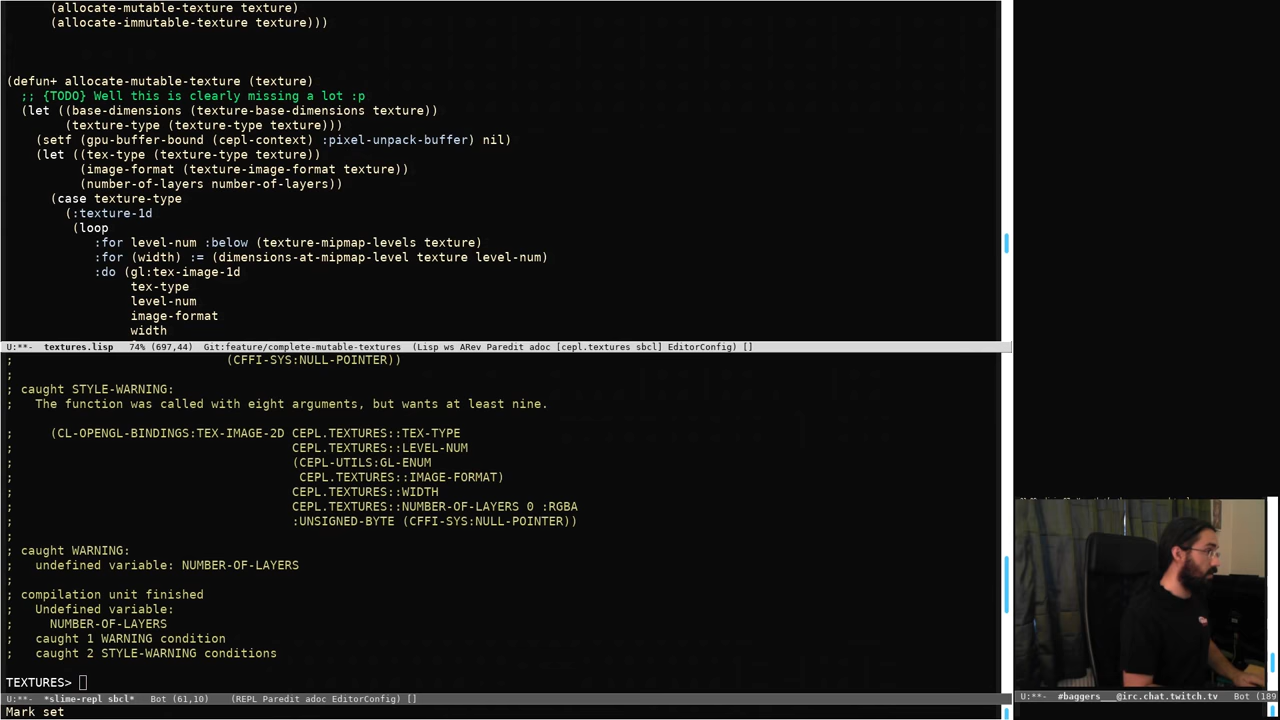 (allocate-mutable-texture texture)
      (allocate-immutable-texture texture)))
(defun+ allocate-mutable-texture (texture)
  ;; {TODO} Well this is clearly missing a lot :p
  (let ((base-dimensions (texture-base-dimensions texture))
        (texture-type (texture-type texture)))
    (setf (gpu-buffer-bound (cepl-context) :pixel-unpack-buffer) nil)
    (let ((tex-type (texture-type texture))
          (image-format (texture-image-format texture))
          (number-of-layers number-of-layers))
      (case texture-type
        (:texture-1d
         (loop
            :for level-num :below (texture-mipmap-levels texture)
            :for (width) := (dimensions-at-mipmap-level texture level-num)
            :do (gl:tex-image-1d
                 tex-type
                 level-num
                 image-format
                 width
U:**-  textures.lisp   74% (697,44)  Git:feature/complete-mutable-textures  (Lisp ws ARev Paredit adoc [cepl.textures sbcl] EditorConfig) []
;                             (CFFI-SYS:NULL-POINTER))
;
; caught STYLE-WARNING:
;   The function was called with eight arguments, but wants at least nine.
;     (CL-OPENGL-BINDINGS:TEX-IMAGE-2D CEPL.TEXTURES::TEX-TYPE
;                                      CEPL.TEXTURES::LEVEL-NUM
;                                      (CEPL-UTILS:GL-ENUM
;                                       CEPL.TEXTURES::IMAGE-FORMAT)
;                                      CEPL.TEXTURES::WIDTH
;                                      CEPL.TEXTURES::NUMBER-OF-LAYERS 0 :RGBA
;                                      :UNSIGNED-BYTE (CFFI-SYS:NULL-POINTER))
;
; caught WARNING:
;   undefined variable: NUMBER-OF-LAYERS
;
; compilation unit finished
;   Undefined variable:
;     NUMBER-OF-LAYERS
;   caught 1 WARNING condition
;   caught 2 STYLE-WARNING conditions
TEXTURES>
U:**-  *slime-repl sbcl*   Bot (61,10)   (REPL Paredit adoc EditorConfig) []
Mark set
U:**-  #baggers___@irc.chat.twitch.tv   Bot (189